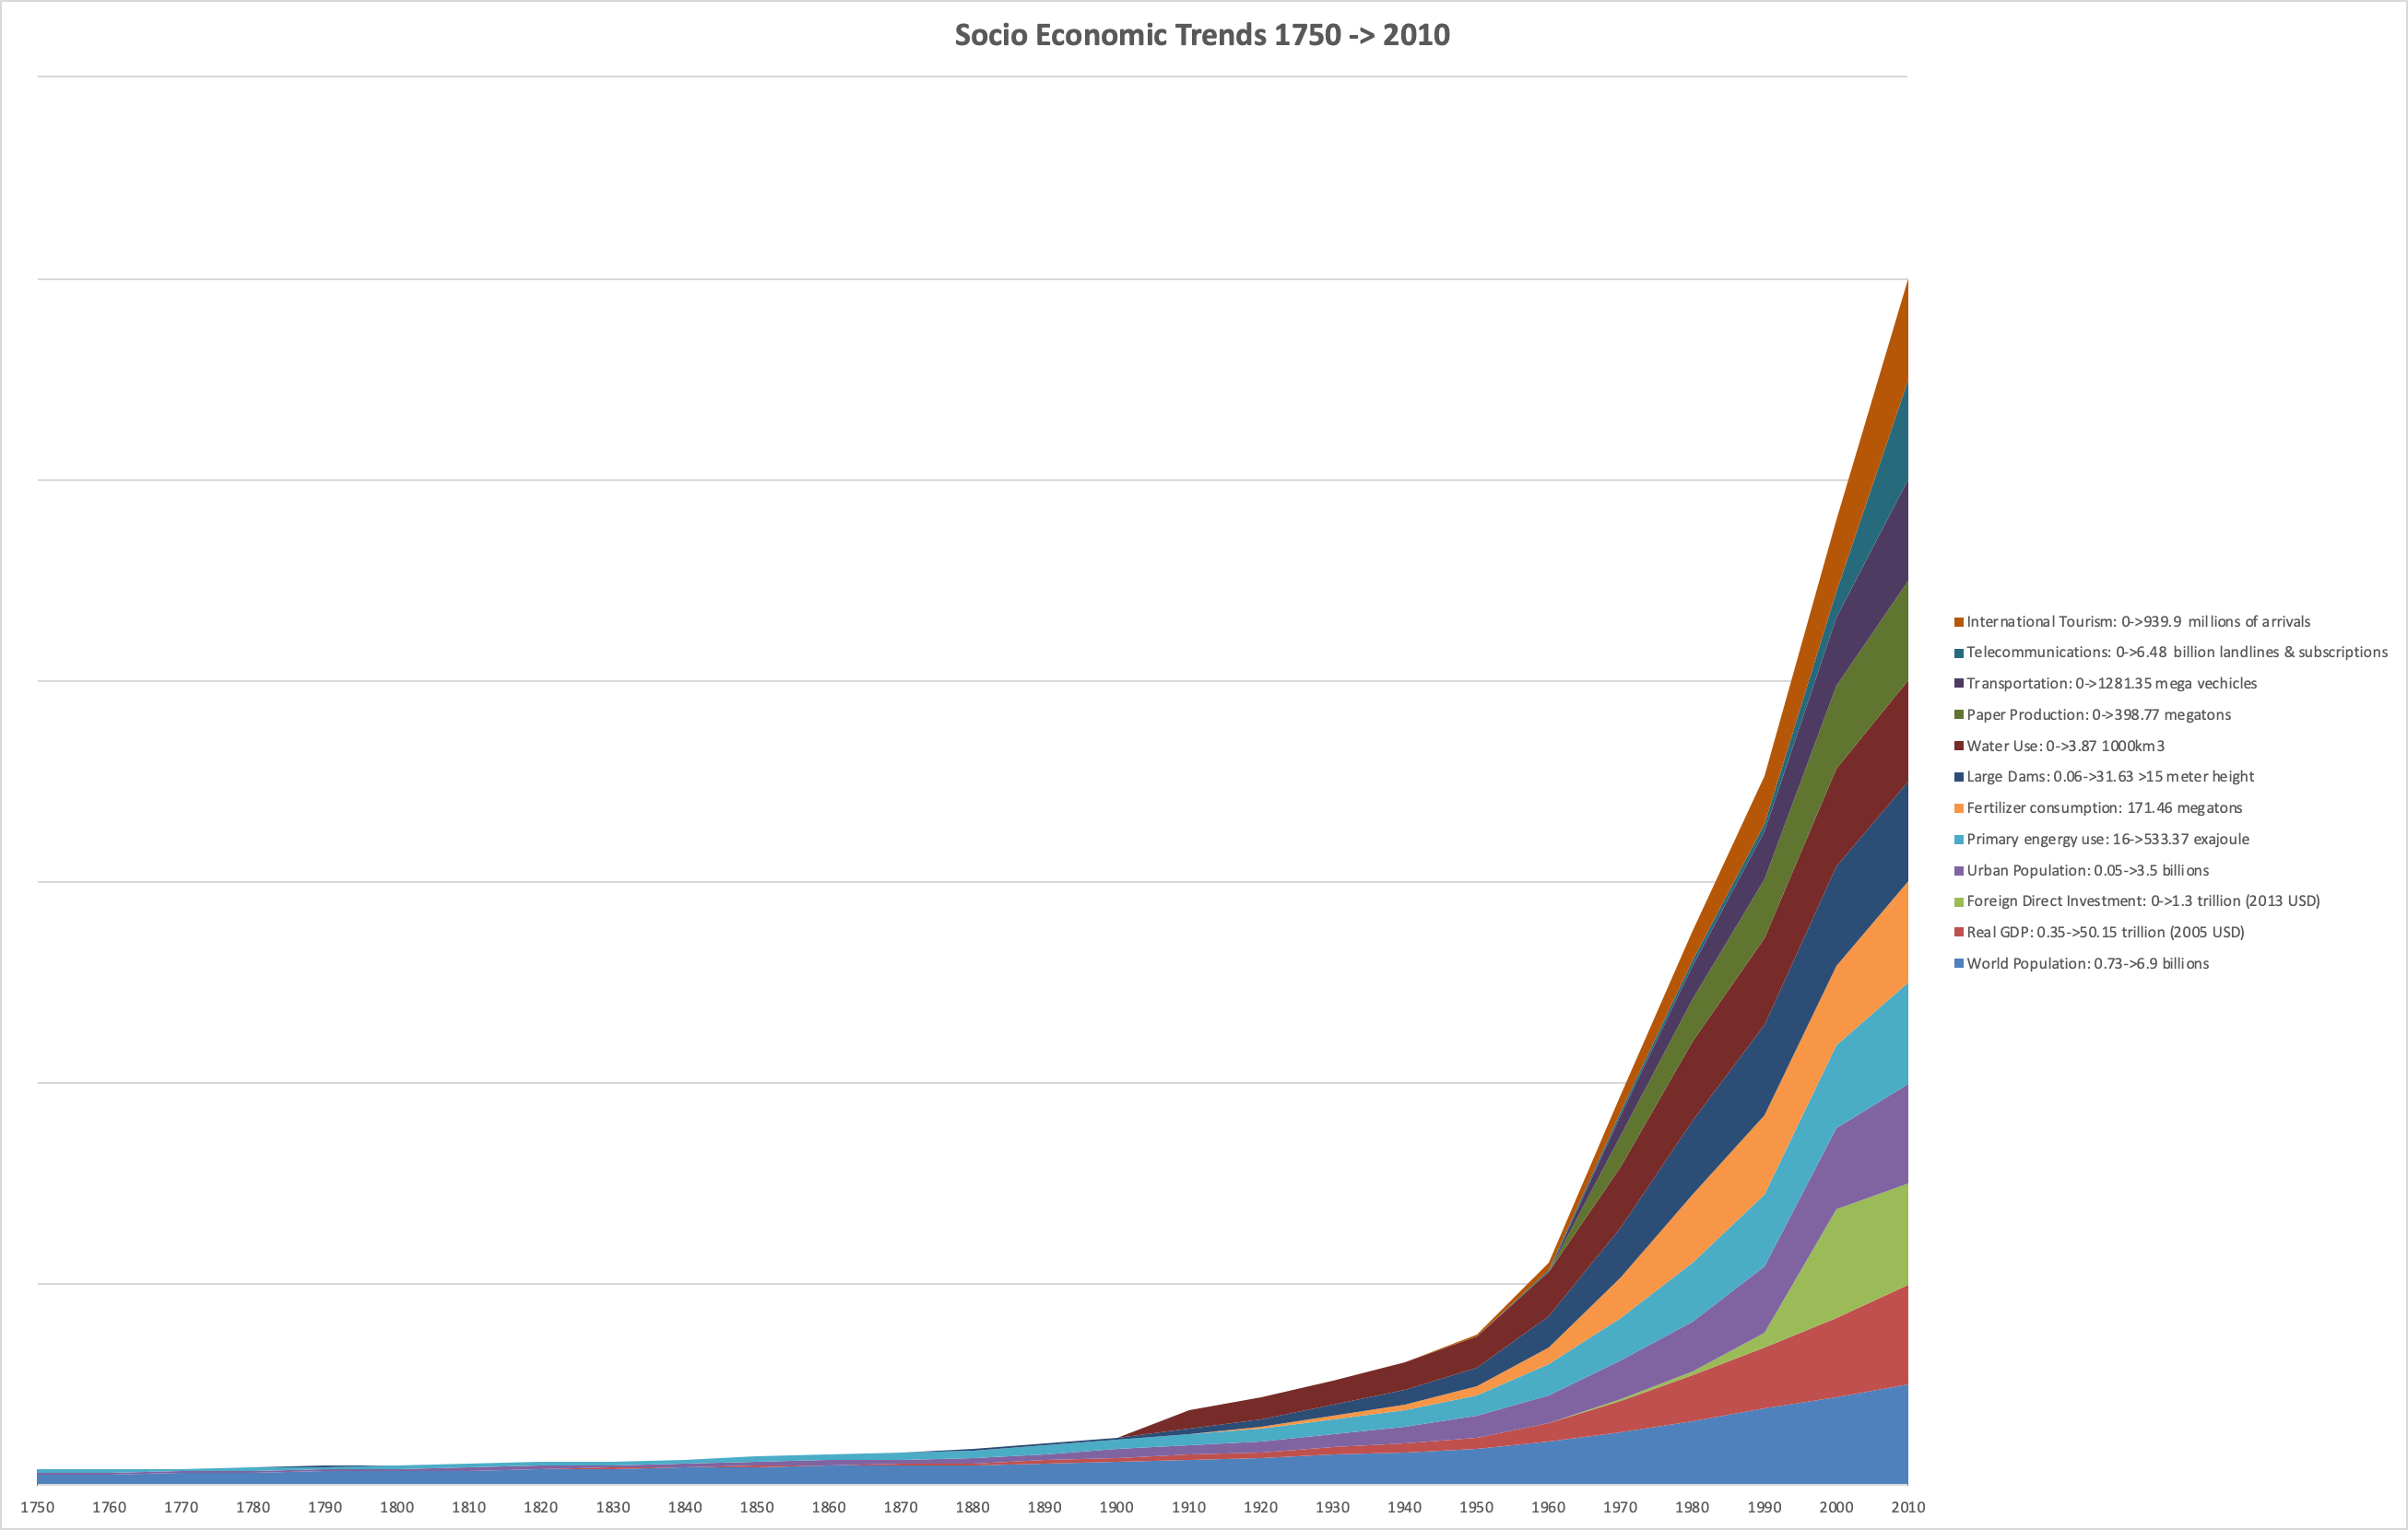 Socio Economic Trends 1750 -> 2010
International Tourism: 0->939.9 millions of arrivals
Telecommunications: 0->6.48 billion landlines & subscriptions
Transportation: 0->1281.35 mega vechicles
Paper Production: 0->398.77 megatons
Water Use: 0->3.87 1000km3
Large Dams: 0.06->31.63 >15 meter height
Fertilizer consumption: 171.46 megatons
Primary engergy use: 16->533.37 exajoule
Urban Population: 0.05->3.5 billions
Foreign Direct Investment: 0->1.3 trillion (2013 USD)
Real GDP: 0.35->50.15 trillion (2005 USD)
World Population: 0.73->6.9 billions
1750 1760 1770 1780 1790 1800 1810 1820 1830 1840 1850 1860 1870 1880 1890 1900 1910 1920 1930 1940 1950 1960 1970 1980 1990 2000 2010